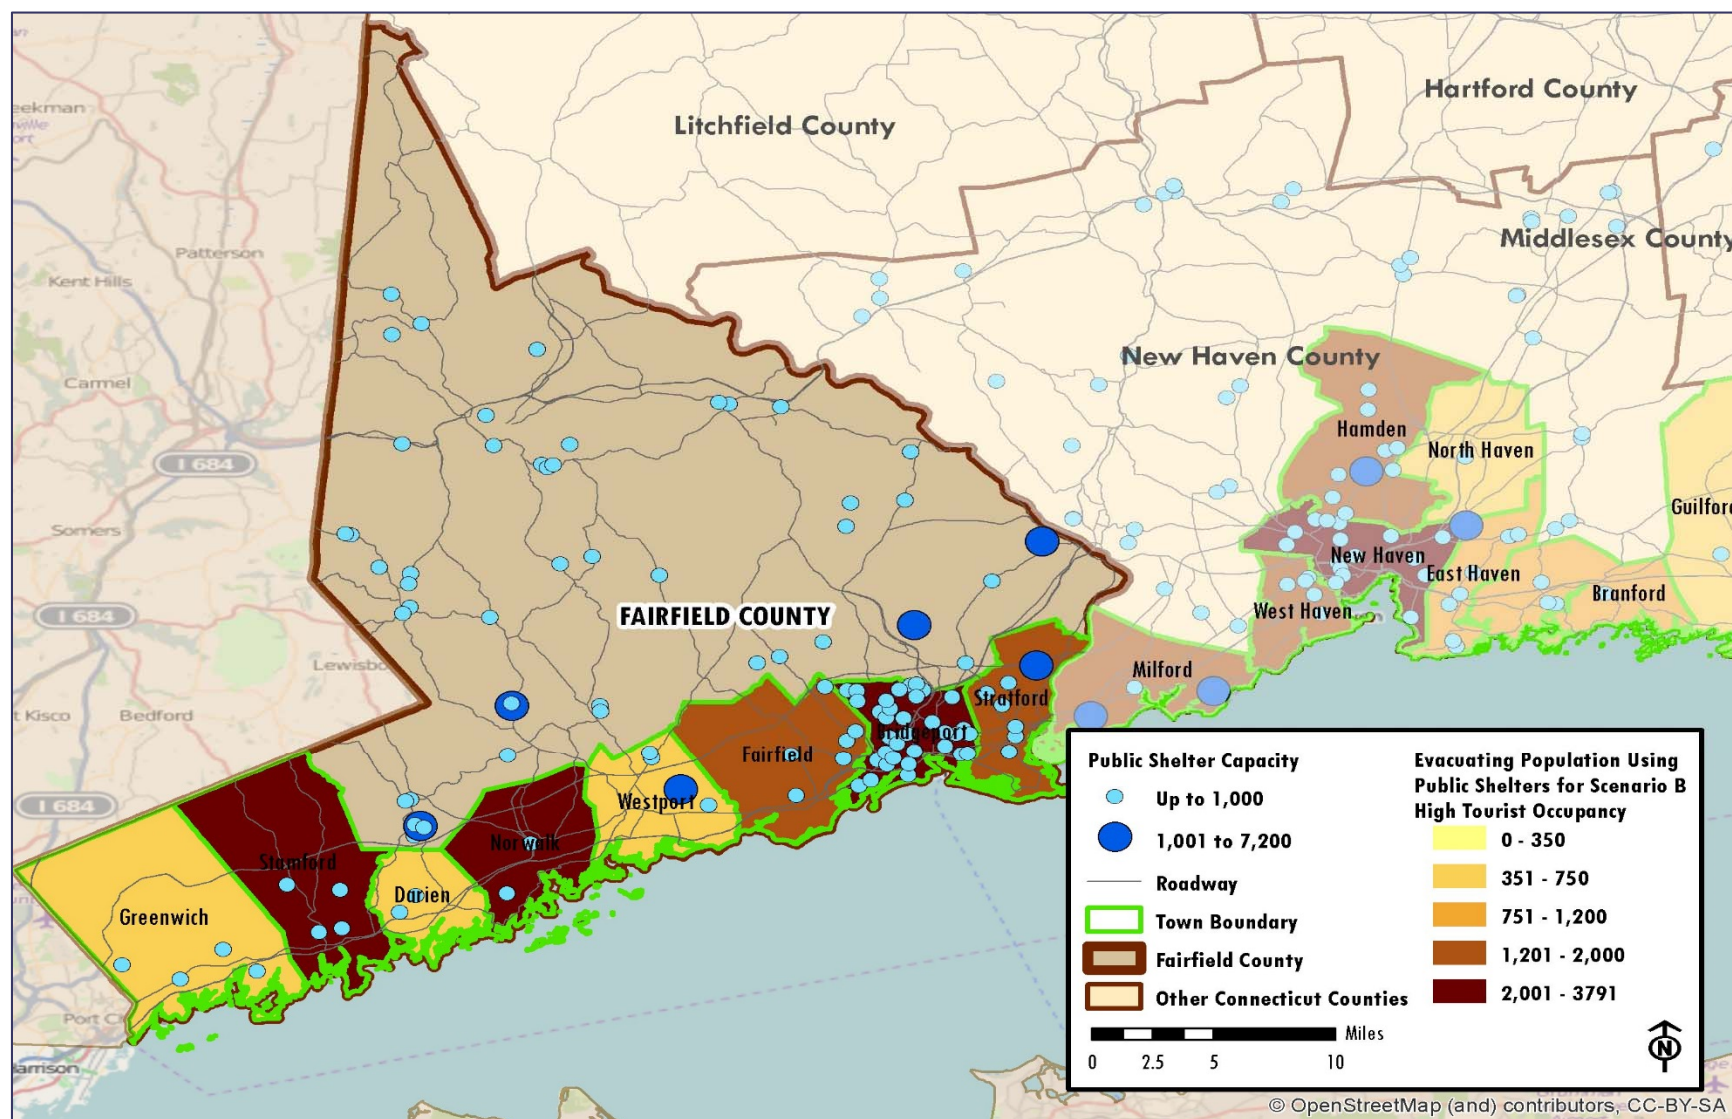 Hartford County
Litchfield County
eekman
Patterson
Middlesex County
Kent Hills
New Haven County
Carmel
Hamden
North Haven
I 684
Guilford
Somers
New Haven
East Haven
I 684
FAIRFIELD COUNTY
West Haven
Branford
Lewisbo
Milford
t Kisco
Bedford
Stratford
Bridgeport
Fairfield
Westport
I 684
Norwalk
Stamford
Darien
Greenwich
Port C
Harrison
Public Shelter Capacity
Up to 1,000
1,001 to 7,200
Roadway
Town Boundary
Fairfield County
Other Connecticut Counties
Miles
0 2.5 5 10
Evacuating Population Using
Public Shelters for Scenario B
High Tourist Occupancy
0 - 350
351 - 750
751 - 1,200
1,201 - 2,000
2,001 - 3791
N
© OpenStreetMap (and) contributors, CC-BY-SA